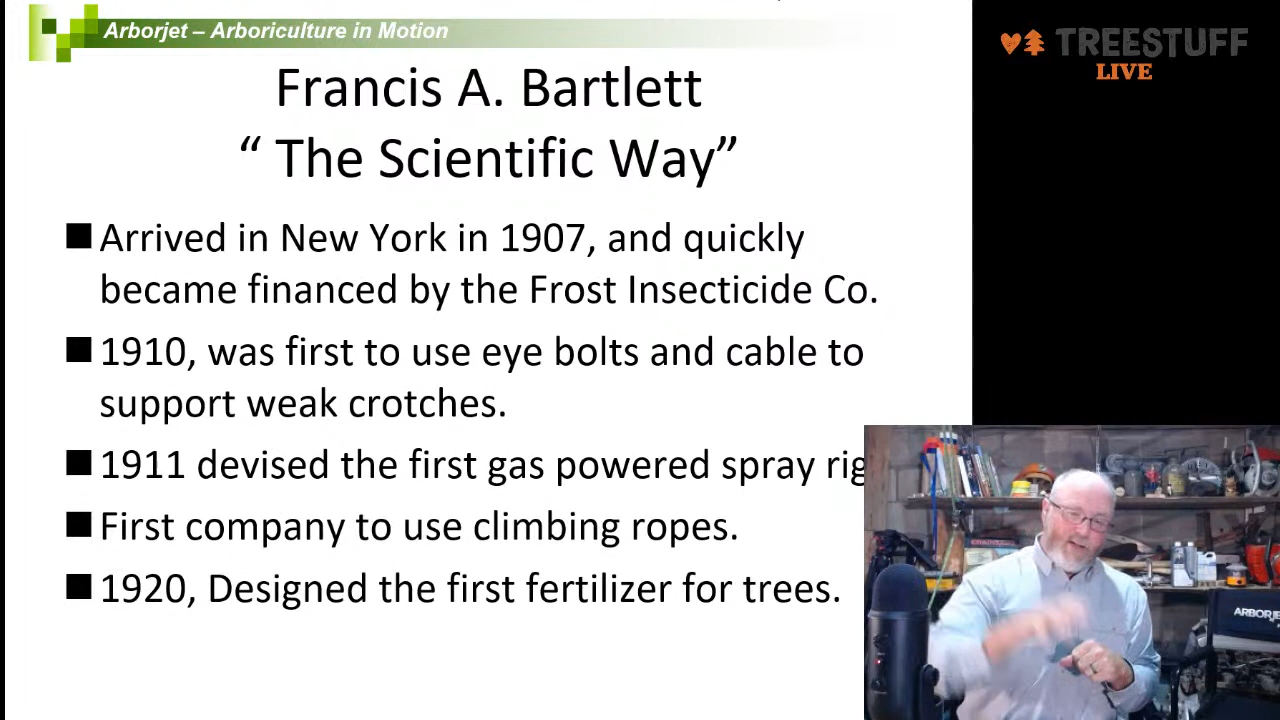 Arborjet – Arboriculture in Motion
TREESTUFF
LIVE
Francis A. Bartlett
“ The Scientific Way”
Arrived in New York in 1907, and quickly
became financed by the Frost Insecticide Co.
1910, was first to use eye bolts and cable to
support weak crotches.
1911 devised the first gas powered spray rig
First company to use climbing ropes.
1920, Designed the first fertilizer for trees.
ARBORJE